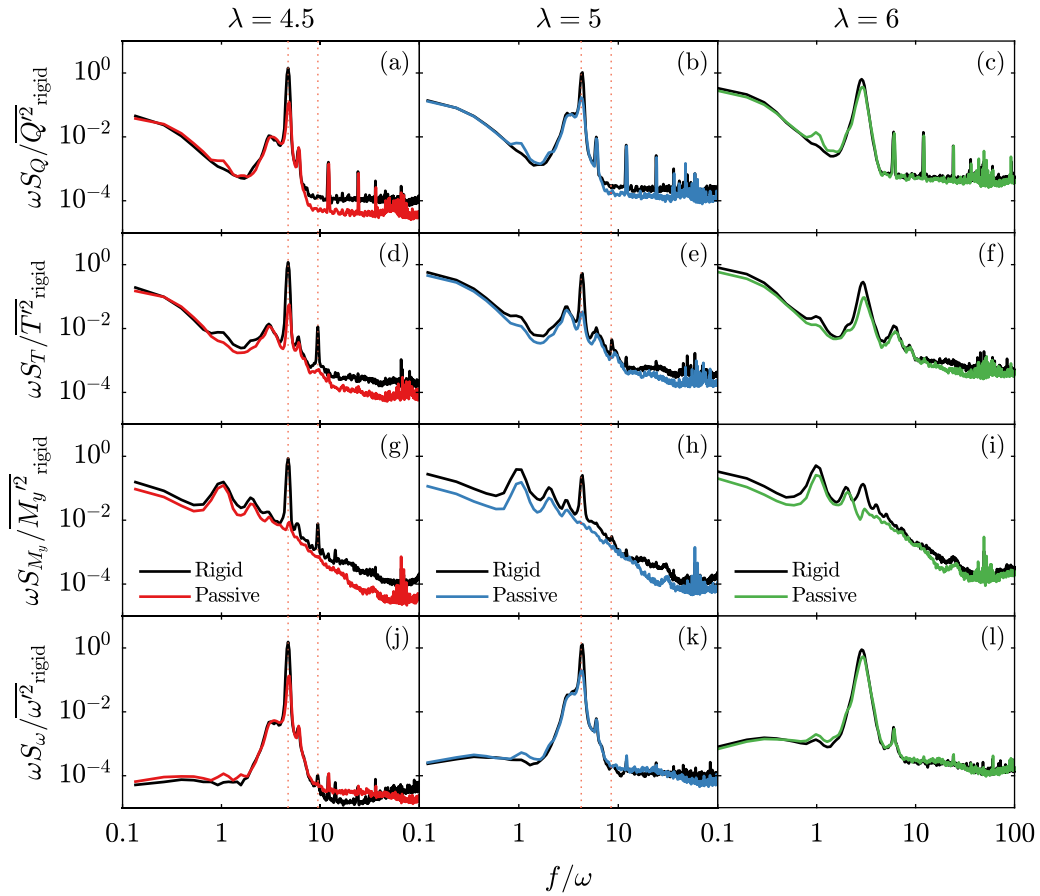 λ = 4.5
λ = 5
λ = 6
ωS_Q/\overline{Q'^2}_rigid
10^0
10^-2
10^-4
(a)
(b)
(c)
ωS_T/\overline{T'^2}_rigid
10^0
10^-2
10^-4
(d)
(e)
(f)
ωS_{M_y}/\overline{M_y'^2}_rigid
10^0
10^-2
10^-4
(g)
(h)
(i)
Rigid
Passive
Rigid
Passive
Rigid
Passive
ωS_ω/\overline{ω'^2}_rigid
10^0
10^-2
10^-4
(j)
(k)
(l)
0.1 1 10 0.1 1 10 0.1 1 10 100
f/ω